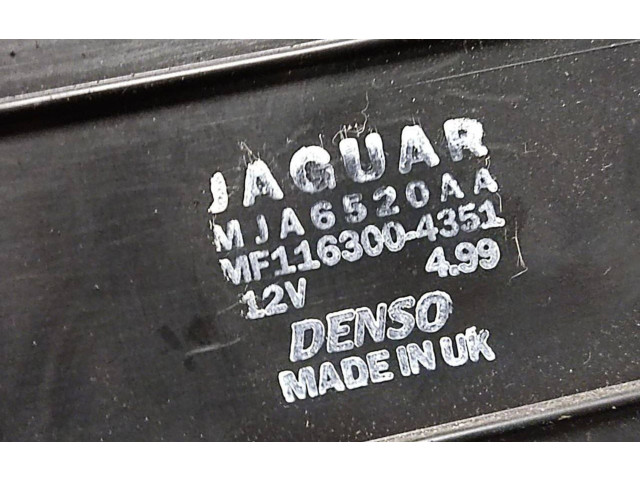 JAGUAR
MJA6520AA
MF116300-4351
12V 4.99
DENSO
MADE IN UK